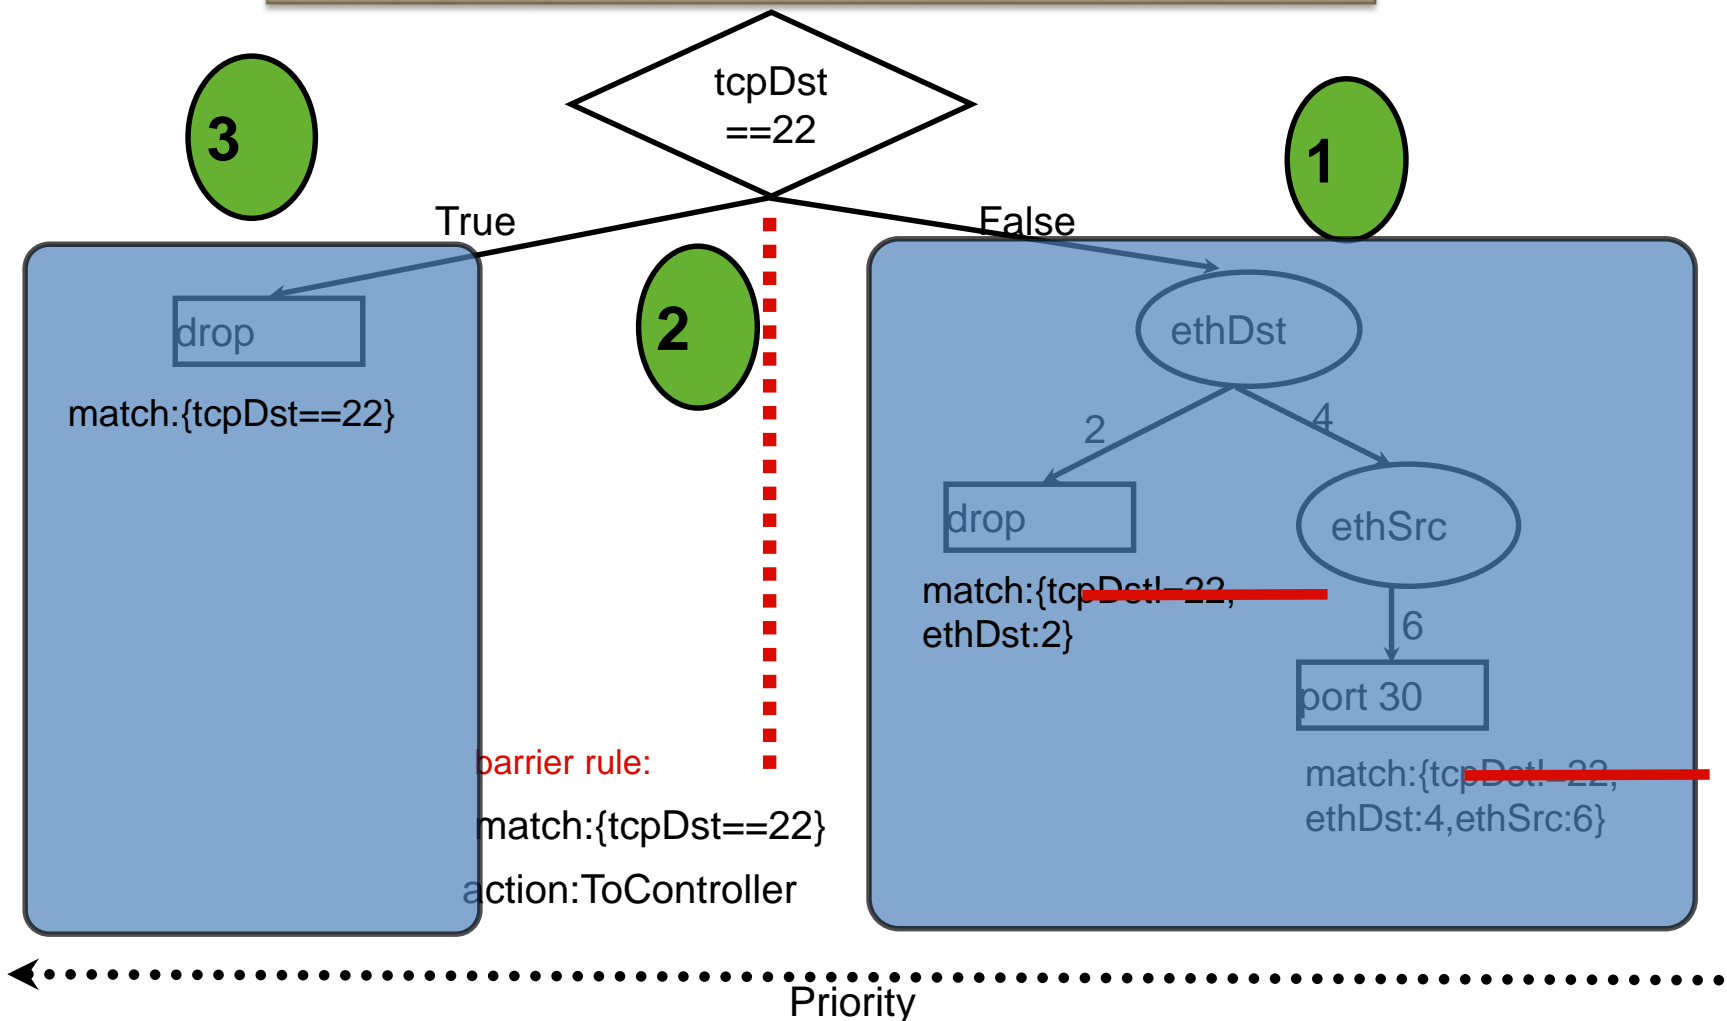 tcpDst
==22
3
1
True
False
2
drop
ethDst
match:{tcpDst==22}
2
4
drop
ethSrc
match:{tcpDst!=22,
ethDst:2}
6
port 30
barrier rule:
match:{tcpDst!=22,
ethDst:4,ethSrc:6}
match:{tcpDst==22}
action:ToController
Priority